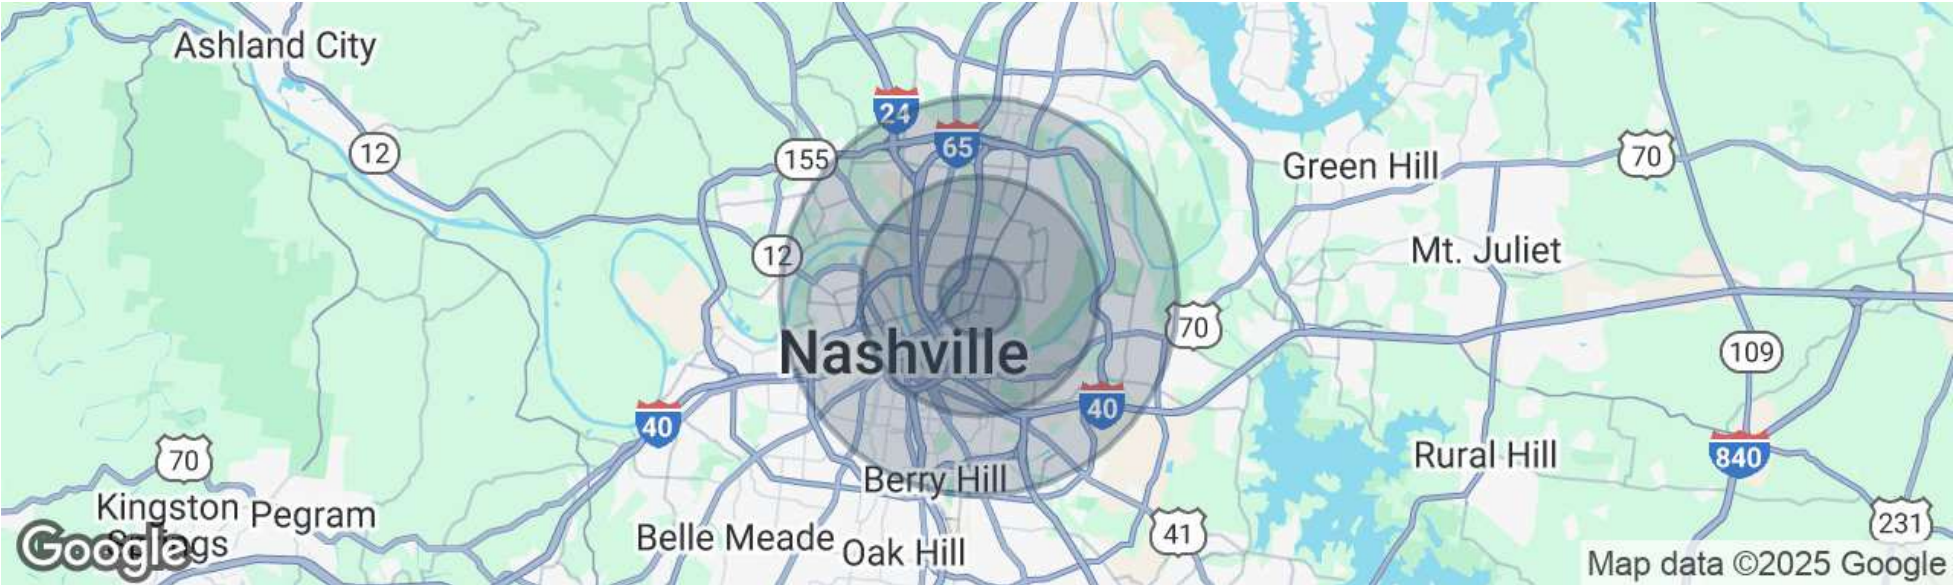 Ashland City
24
65
12
155
Green Hill
70
12
Mt. Juliet
70
Nashville
109
40
40
70
Berry Hill
Rural Hill
840
Kingston
Springs
Pegram
Belle Meade
Oak Hill
41
231
Google
Map data ©2025 Google